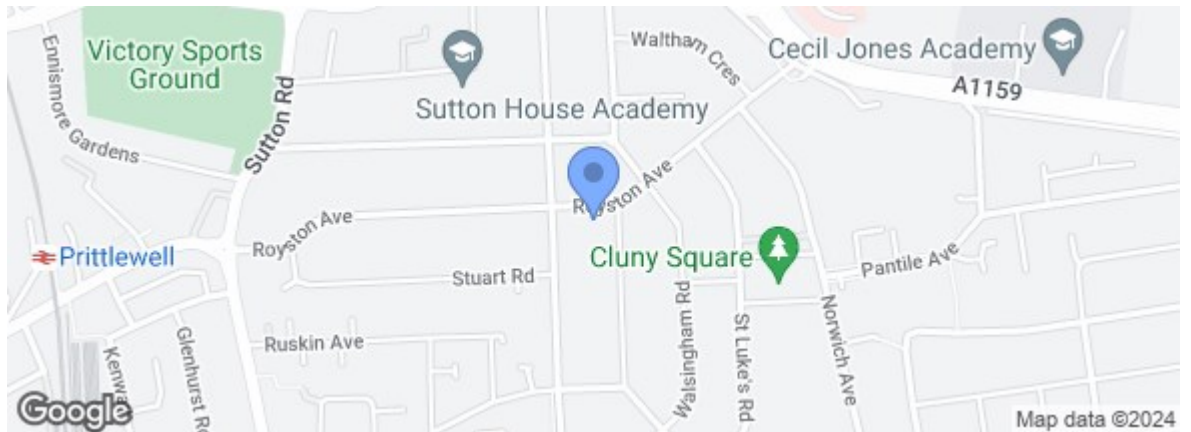 Ennismore Gardens
Victory Sports
Ground
Sutton Rd
Sutton House Academy
Waltham Cres
Cecil Jones Academy
A1159
Royston Ave
Royston Ave
Prittlewell
Stuart Rd
Cluny Square
Pantile Ave
Ruskin Ave
Walsingham Rd
St Luke's Rd
Norwich Ave
Kenwa
Glenhurst Ro
Google
Map data ©2024